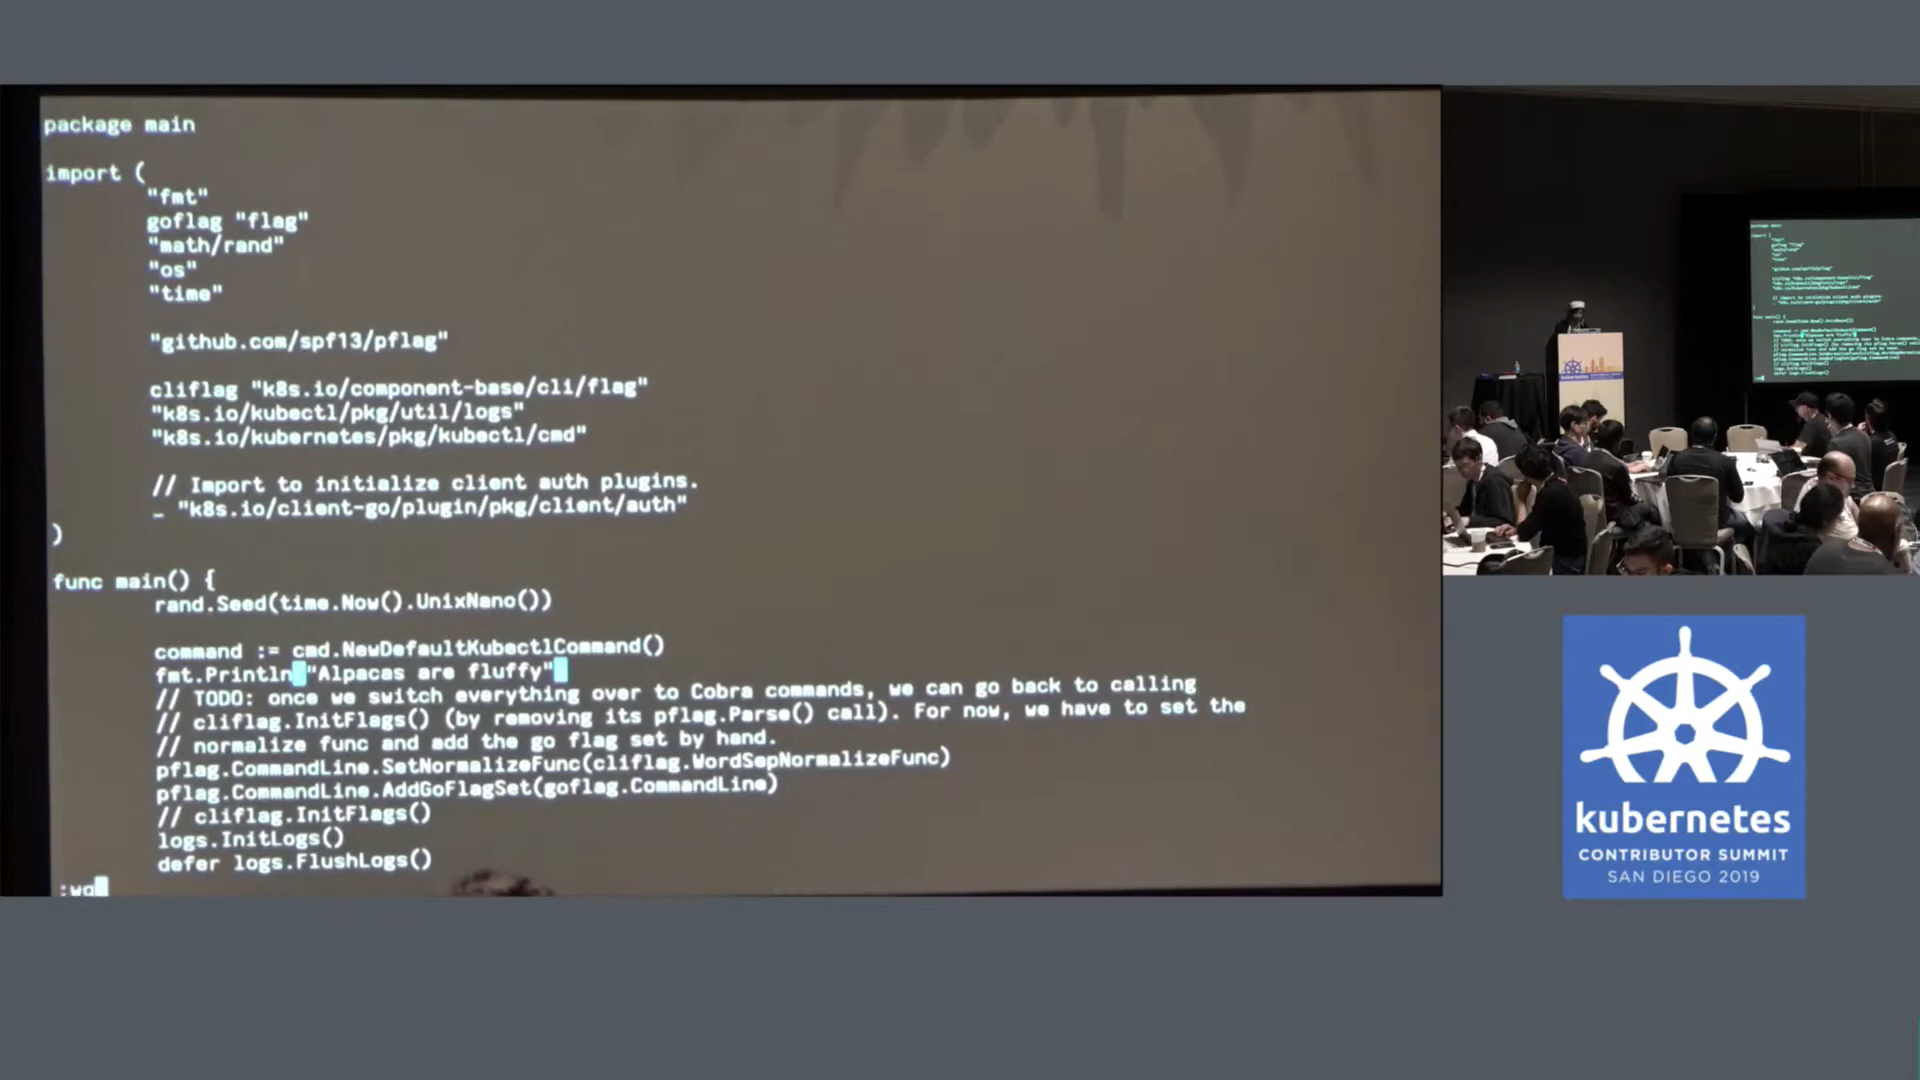 package main
import (
"fmt"
goflag "flag"
"math/rand"
"os"
"time"
"github.com/spf13/pflag"
cliflag "k8s.io/component-base/cli/flag"
"k8s.io/kubectl/pkg/util/logs"
"k8s.io/kubernetes/pkg/kubectl/cmd"
// Import to initialize client auth plugins.
_ "k8s.io/client-go/plugin/pkg/client/auth"
)
func main() {
rand.Seed(time.Now().UnixNano())
command := cmd.NewDefaultKubectlCommand()
fmt.Println("Alpacas are fluffy")
// TODO: once we switch everything over to Cobra commands, we can go back to calling
// cliflag.InitFlags() (by removing its pflag.Parse() call). For now, we have to set the
// normalize func and add the go flag set by hand.
pflag.CommandLine.SetNormalizeFunc(cliflag.WordSepNormalizeFunc)
pflag.CommandLine.AddGoFlagSet(goflag.CommandLine)
// cliflag.InitFlags()
logs.InitLogs()
defer logs.FlushLogs()
:wq
kubernetes
CONTRIBUTOR SUMMIT
SAN DIEGO 2019